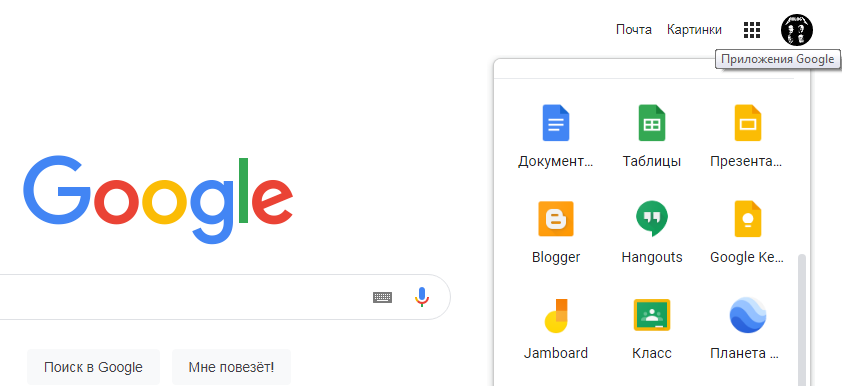 Почта Картинки
Приложения Google
Документ... Таблицы Презента...
Google
Blogger Hangouts Google Ke...
Jamboard Класс Планета ...
Поиск в Google Мне повезёт!